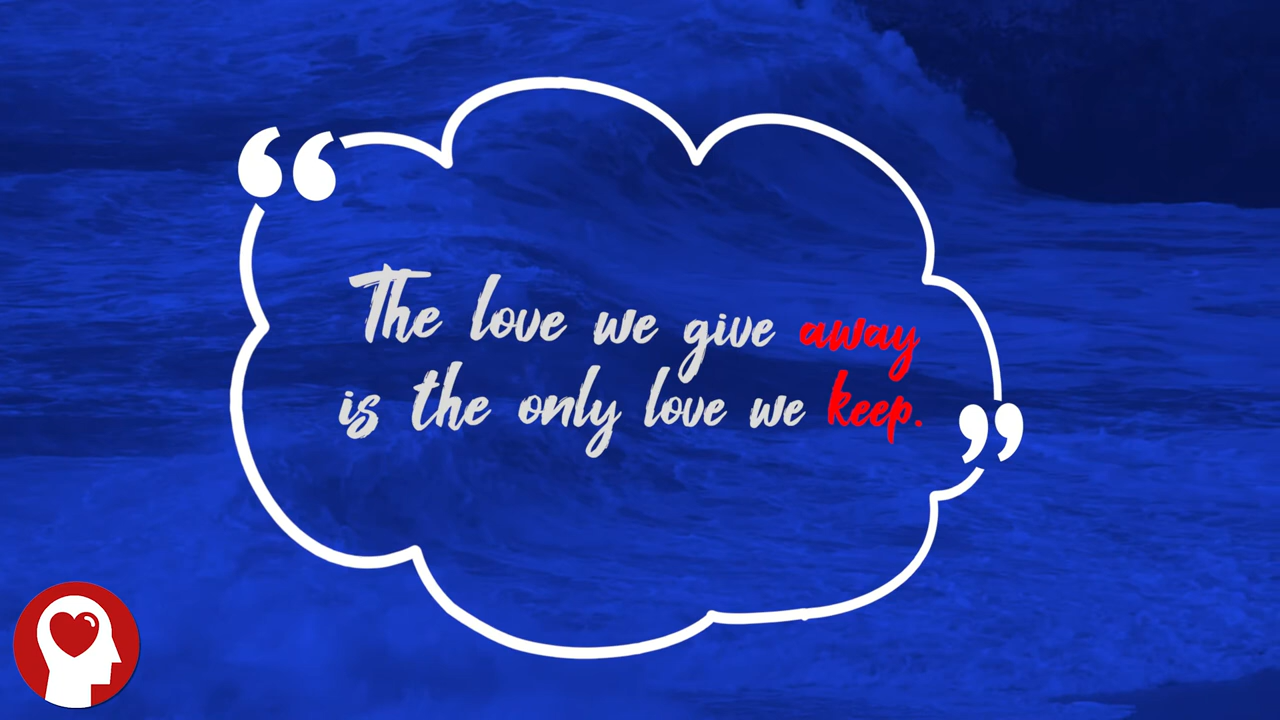 “
The love we give away
is the only love we keep.
”